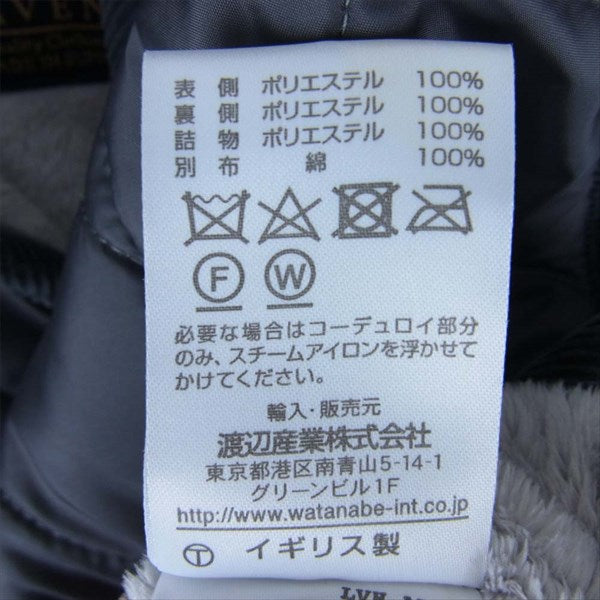 表側 ポリエステル 100%
裏側 ポリエステル 100%
詰物 ポリエステル 100%
別布 綿 100%
F W
必要な場合はコーデュロイ部分
のみ、スチームアイロンを浮かせて
かけてください。
輸入・販売元
渡辺産業株式会社
東京都港区南青山5-14-1
グリーンビル1F
http://www.watanabe-int.co.jp
T イギリス製